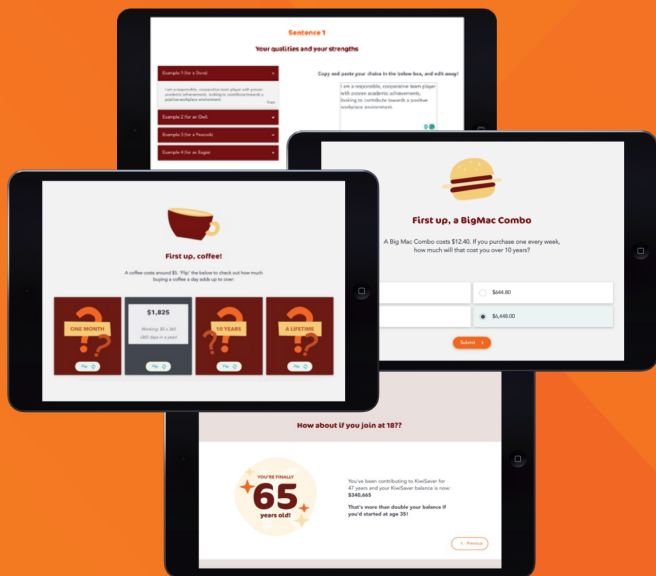 Sentence 1
Your qualities and your strengths
Example 1 (for a Dove)
I am a responsible, cooperative team player with proven
academic achievements, looking to contribute towards a
positive workplace environment.
Example 2 (for an Owl)
Example 3 (for a Peacock)
Example 4 (for an Eagle)
Copy and paste your choice in the below box, and edit away!
I am a responsible, cooperative team player
with proven academic achievements,
looking to contribute towards a positive
workplace environment.
First up, coffee!
A coffee costs around $5. 'Flip' the below to check out how much
buying a coffee a day adds up to over:
ONE MONTH
Flip
$1,825
Working: $5 x 365
(365 days in a year)
Flip
10 YEARS
Flip
A LIFETIME
Flip
First up, a BigMac Combo
A Big Mac Combo costs $12.40. If you purchase one every week,
how much will that cost you over 10 years?
$644.80
$6,448.00
Submit
How about if you join at 18??
YOU'RE FINALLY
65
years old!
You've been contributing to KiwiSaver for
47 years and your KiwiSaver balance is now:
$340,665
That's more than double your balance if
you'd started at age 35!
Previous